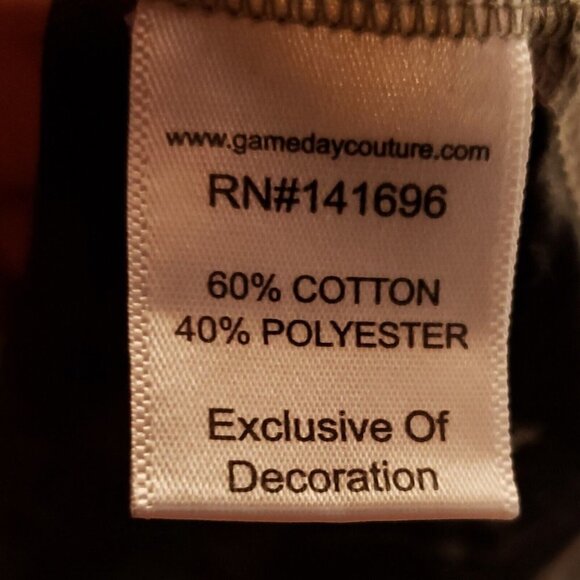 www.gamedaycouture.com
RN#141696
60% COTTON
40% POLYESTER
Exclusive Of
Decoration